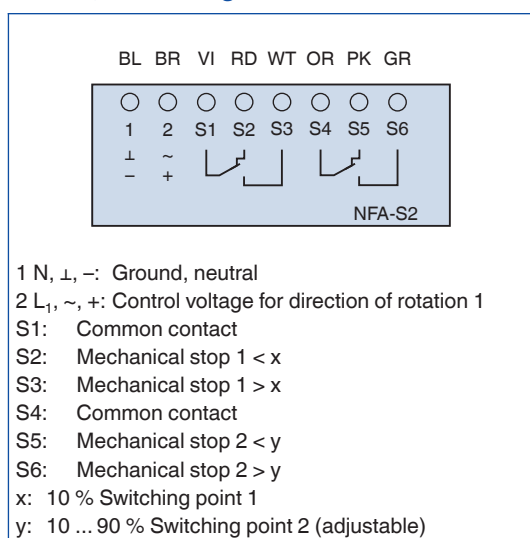 BL BR VI RD WT OR PK GR
1 2 S1 S2 S3 S4 S5 S6
⊥ ~
– +
NFA-S2
1 N, ⊥, –: Ground, neutral
2 L₁, ~, +: Control voltage for direction of rotation 1
S1: Common contact
S2: Mechanical stop 1 < x
S3: Mechanical stop 1 > x
S4: Common contact
S5: Mechanical stop 2 < y
S6: Mechanical stop 2 > y
x: 10 % Switching point 1
y: 10 ... 90 % Switching point 2 (adjustable)